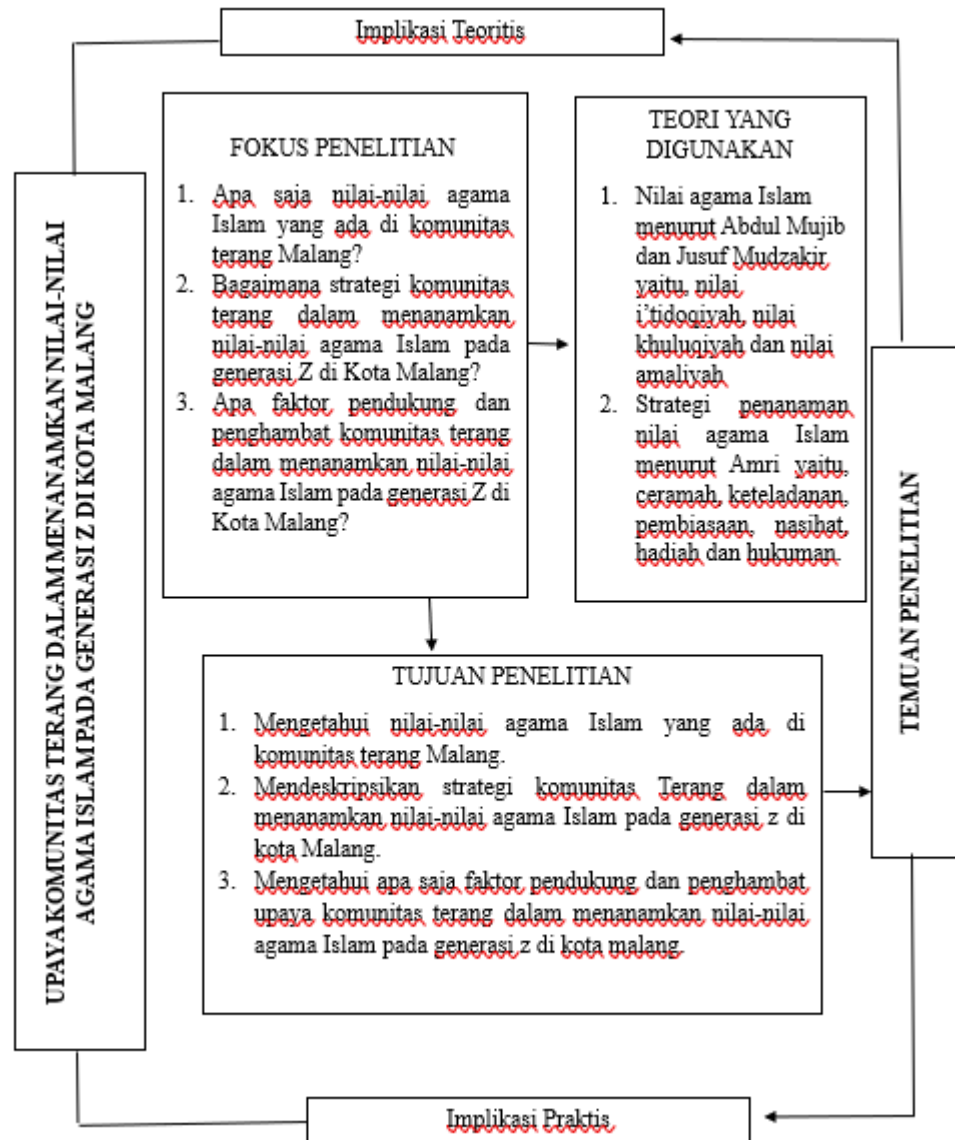 Implikasi Teoritis
UPAYA KOMUNITAS TERANG DALAM MENANAMKAN NILAI-NILAI
AGAMA ISLAM PADA GENERASI Z DI KOTA MALANG
FOKUS PENELITIAN
1. Apa saja nilai-nilai agama
Islam yang ada di komunitas
terang Malang?
2. Bagaimana strategi komunitas
terang dalam menanamkan
nilai-nilai agama Islam pada
generasi Z di Kota Malang?
3. Apa faktor pendukung dan
penghambat komunitas terang
dalam menanamkan nilai-nilai
agama Islam pada generasi Z di
Kota Malang?
TEORI YANG
DIGUNAKAN
1. Nilai agama Islam
menurut Abdul Mujib
dan Jusuf Mudzakir
yaitu, nilai
i’tidoqiyah, nilai
khuluqiyah dan nilai
amaliyah
2. Strategi penanaman
nilai agama Islam
menurut Amri yaitu,
ceramah, keteladanan,
pembiasaan, nasihat,
hadiah dan hukuman.
TUJUAN PENELITIAN
1. Mengetahui nilai-nilai agama Islam yang ada di
komunitas terang Malang.
2. Mendeskripsikan strategi komunitas Terang dalam
menanamkan nilai-nilai agama Islam pada generasi z di
kota Malang.
3. Mengetahui apa saja faktor pendukung dan penghambat
upaya komunitas terang dalam menanamkan nilai-nilai
agama Islam pada generasi z di kota malang.
TEMUAN PENELITIAN
Implikasi Praktis